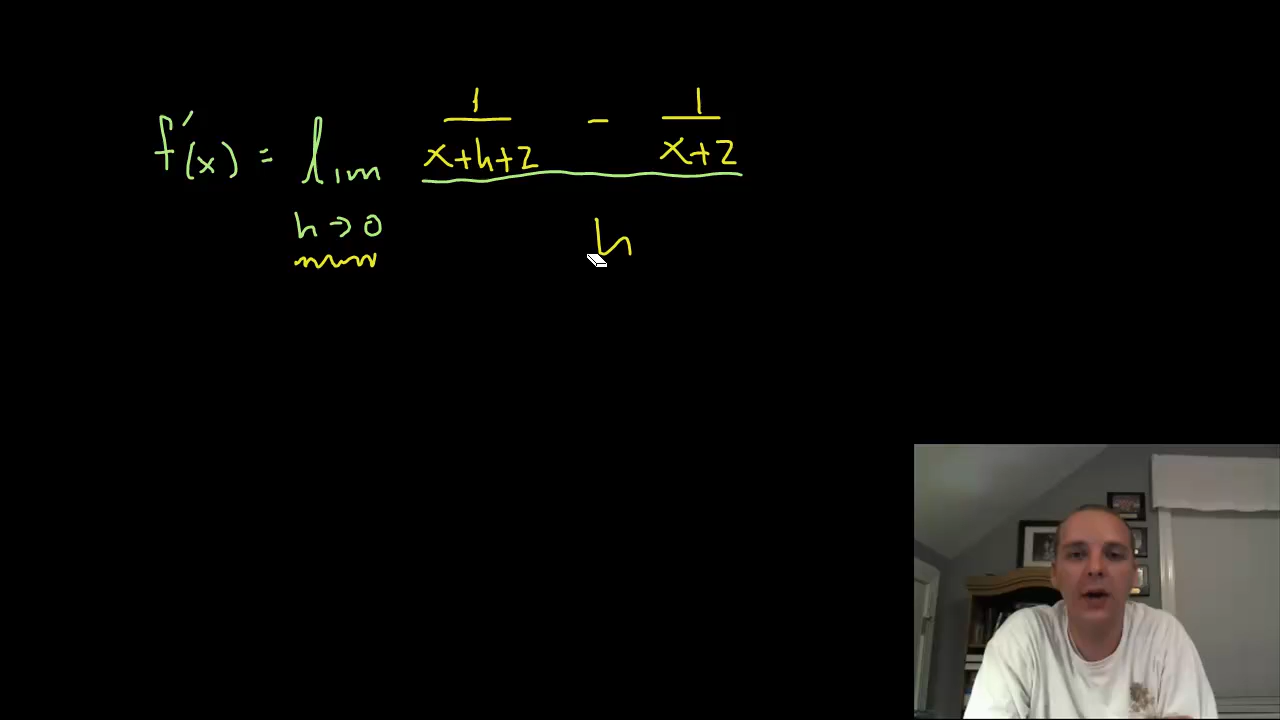 f'(x) = lim h→0 (1/(x+h+2) - 1/(x+2))/h